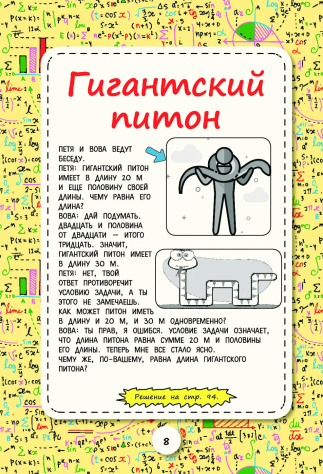 Гигантский
питон
ПЕТЯ И ВОВА ВЕДУТ
БЕСЕДУ.
ПЕТЯ: ГИГАНТСКИЙ ПИТОН
ИМЕЕТ В ДЛИНУ 20 М
И ЕЩЕ ПОЛОВИНУ СВОЕЙ
ДЛИНЫ. ЧЕМУ РАВНА ЕГО
ДЛИНА?
ВОВА: ДАЙ ПОДУМАТЬ.
ДВАДЦАТЬ И ПОЛОВИНА
ОТ ДВАДЦАТИ — ИТОГО
ТРИДЦАТЬ. ЗНАЧИТ,
ГИГАНТСКИЙ ПИТОН ИМЕЕТ
В ДЛИНУ 30 М.
ПЕТЯ: НЕТ, ТВОЙ
ОТВЕТ ПРОТИВОРЕЧИТ
УСЛОВИЮ ЗАДАЧИ, А ТЫ
ЭТОГО НЕ ЗАМЕЧАЕШЬ.
КАК МОЖЕТ ПИТОН ИМЕТЬ
В ДЛИНУ И 20 М, И 30 М ОДНОВРЕМЕННО?
ВОВА: ТЫ ПРАВ, Я ОШИБСЯ. УСЛОВИЕ ЗАДАЧИ ОЗНАЧАЕТ,
ЧТО ДЛИНА ПИТОНА РАВНА СУММЕ 20 М И ПОЛОВИНЫ
ЕГО ДЛИНЫ. ТЕПЕРЬ МНЕ ВСЕ СТАЛО ЯСНО.
ЧЕМУ ЖЕ, ПО-ВАШЕМУ, РАВНА ДЛИНА ГИГАНТСКОГО
ПИТОНА?
Решение на стр. 94.
8